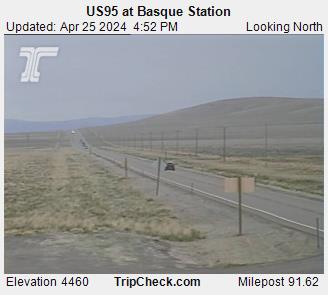 US95 at Basque Station
Updated: Apr 25 2024 4:52 PM Looking North
Elevation 4460 TripCheck.com Milepost 91.62